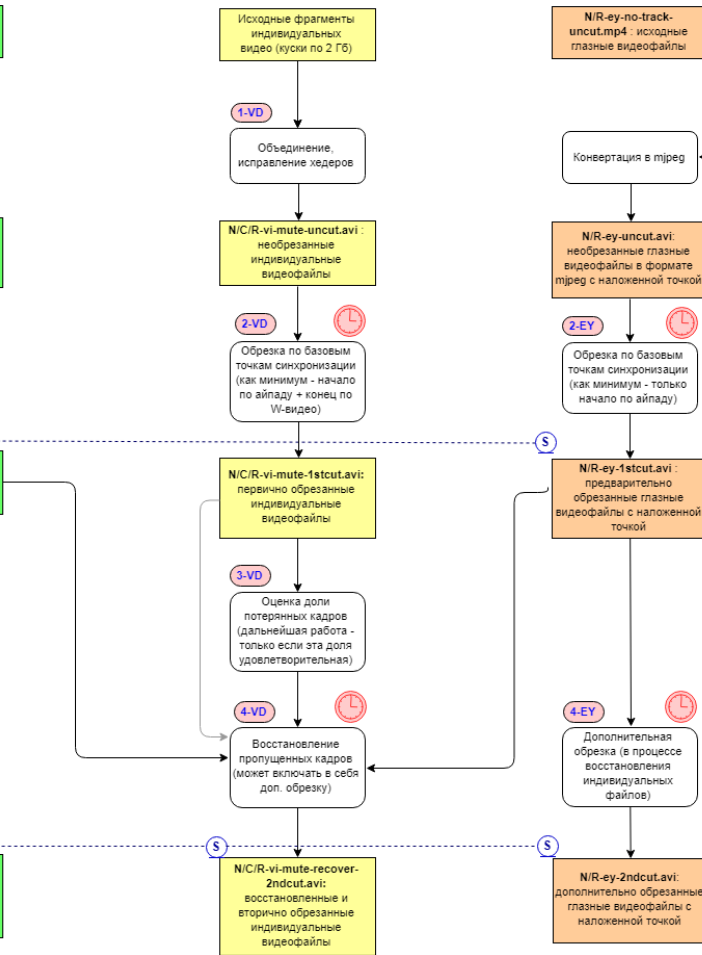 Исходные фрагменты
индивидуальных
видео (куски по 2 Гб)
N/R-ey-no-track-
uncut.mp4 : исходные
глазные видеофайлы
1-VD
Объединение,
исправление хедеров
Конвертация в mjpeg
N/C/R-vi-mute-uncut.avi :
необрезанные
индивидуальные
видеофайлы
N/R-ey-uncut.avi:
необрезанные глазные
видеофайлы в формате
mjpeg с наложенной точкой
2-VD
2-EY
Обрезка по базовым
точкам синхронизации
(как минимум - начало
по айпаду + конец по
W-видео)
Обрезка по базовым
точкам синхронизации
(как минимум - только
начало по айпаду)
S
N/C/R-vi-mute-1stcut.avi:
первично обрезанные
индивидуальные
видеофайлы
N/R-ey-1stcut.avi :
предварительно
обрезанные глазные
видеофайлы с наложенной
точкой
3-VD
Оценка доли
потерянных кадров
(дальнейшая работа -
только если эта доля
удовлетворительная)
4-VD
4-EY
Восстановление
пропущенных кадров
(может включать в себя
доп. обрезку)
Дополнительная
обрезка (в процессе
восстановления
индивидуальных
файлов)
S
S
N/C/R-vi-mute-recover-
2ndcut.avi:
восстановленные и
вторично обрезанные
индивидуальные
видеофайлы
N/R-ey-2ndcut.avi:
дополнительно обрезанные
глазные видеофайлы с
наложенной точкой